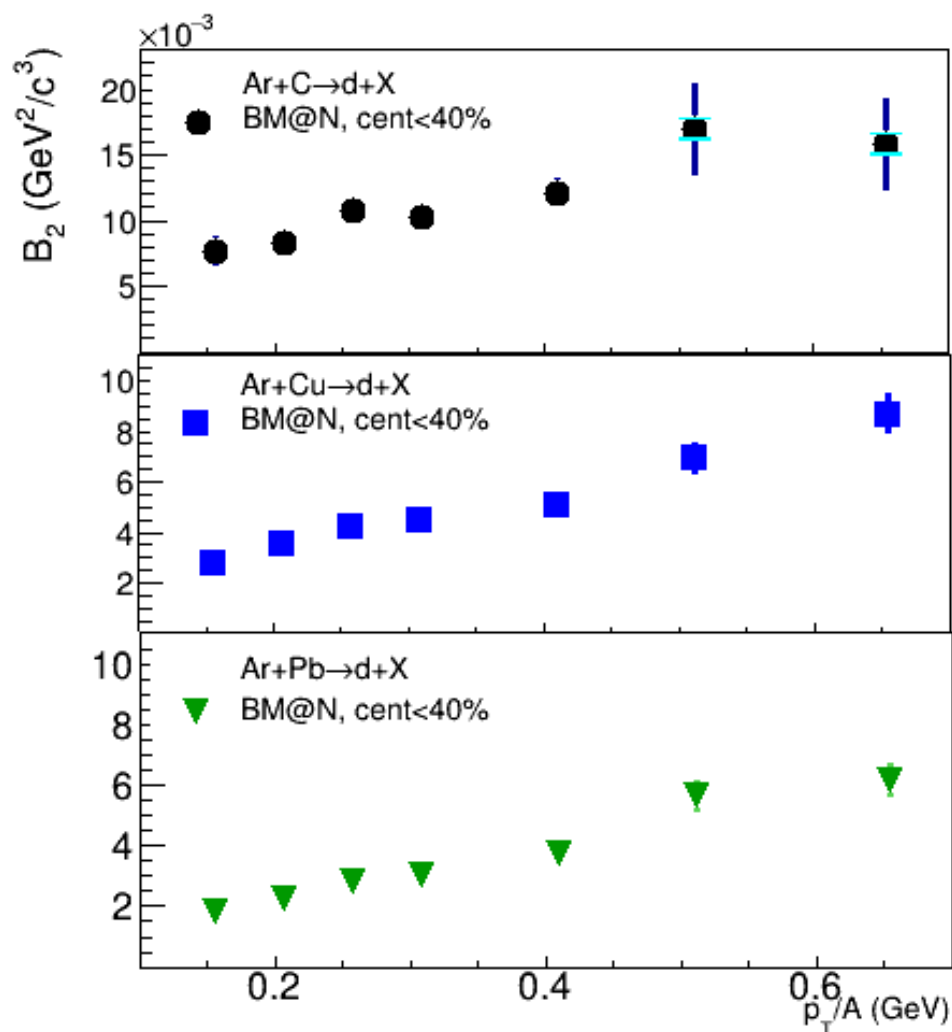 ×10⁻³
B₂ (GeV²/c³)
Ar+C→d+X
BM@N, cent<40%
20
15
10
5
Ar+Cu→d+X
BM@N, cent<40%
10
8
6
4
2
Ar+Pb→d+X
BM@N, cent<40%
10
8
6
4
2
0.2 0.4 0.6
p_T/A (GeV)